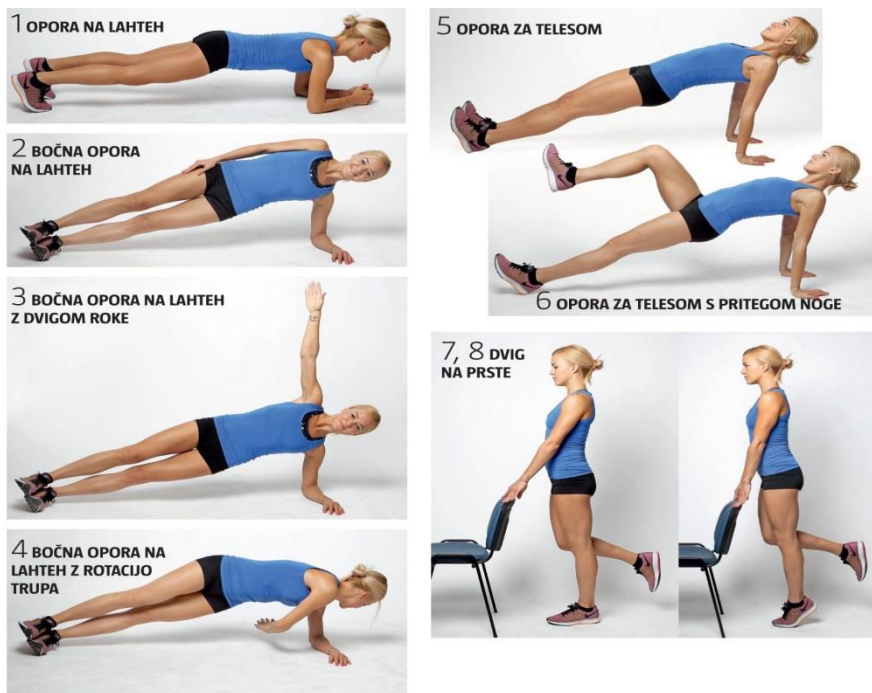 1 OPORA NA LAHTEH
2 BOČNA OPORA
NA LAHTEH
3 BOČNA OPORA NA LAHTEH
Z DVIGOM ROKE
4 BOČNA OPORA NA
LAHTEH Z ROTACIJO
TRUPA
5 OPORA ZA TELESOM
6 OPORA ZA TELESOM S PRITEGOM NOGE
7, 8 DVIG
NA PRSTE